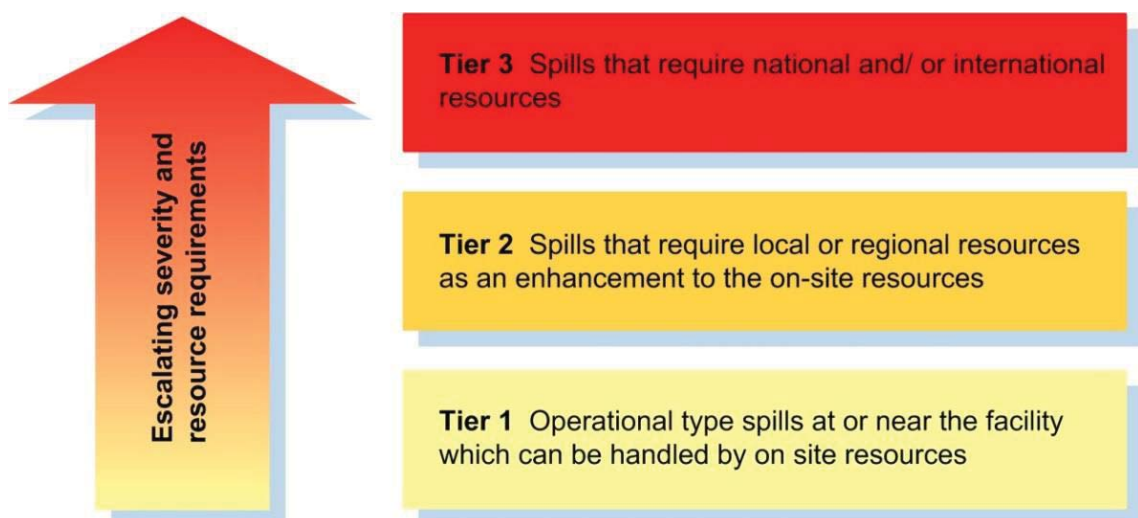 Escalating severity and
resource requirements
Tier 3 Spills that require national and/ or international
resources
Tier 2 Spills that require local or regional resources
as an enhancement to the on-site resources
Tier 1 Operational type spills at or near the facility
which can be handled by on site resources